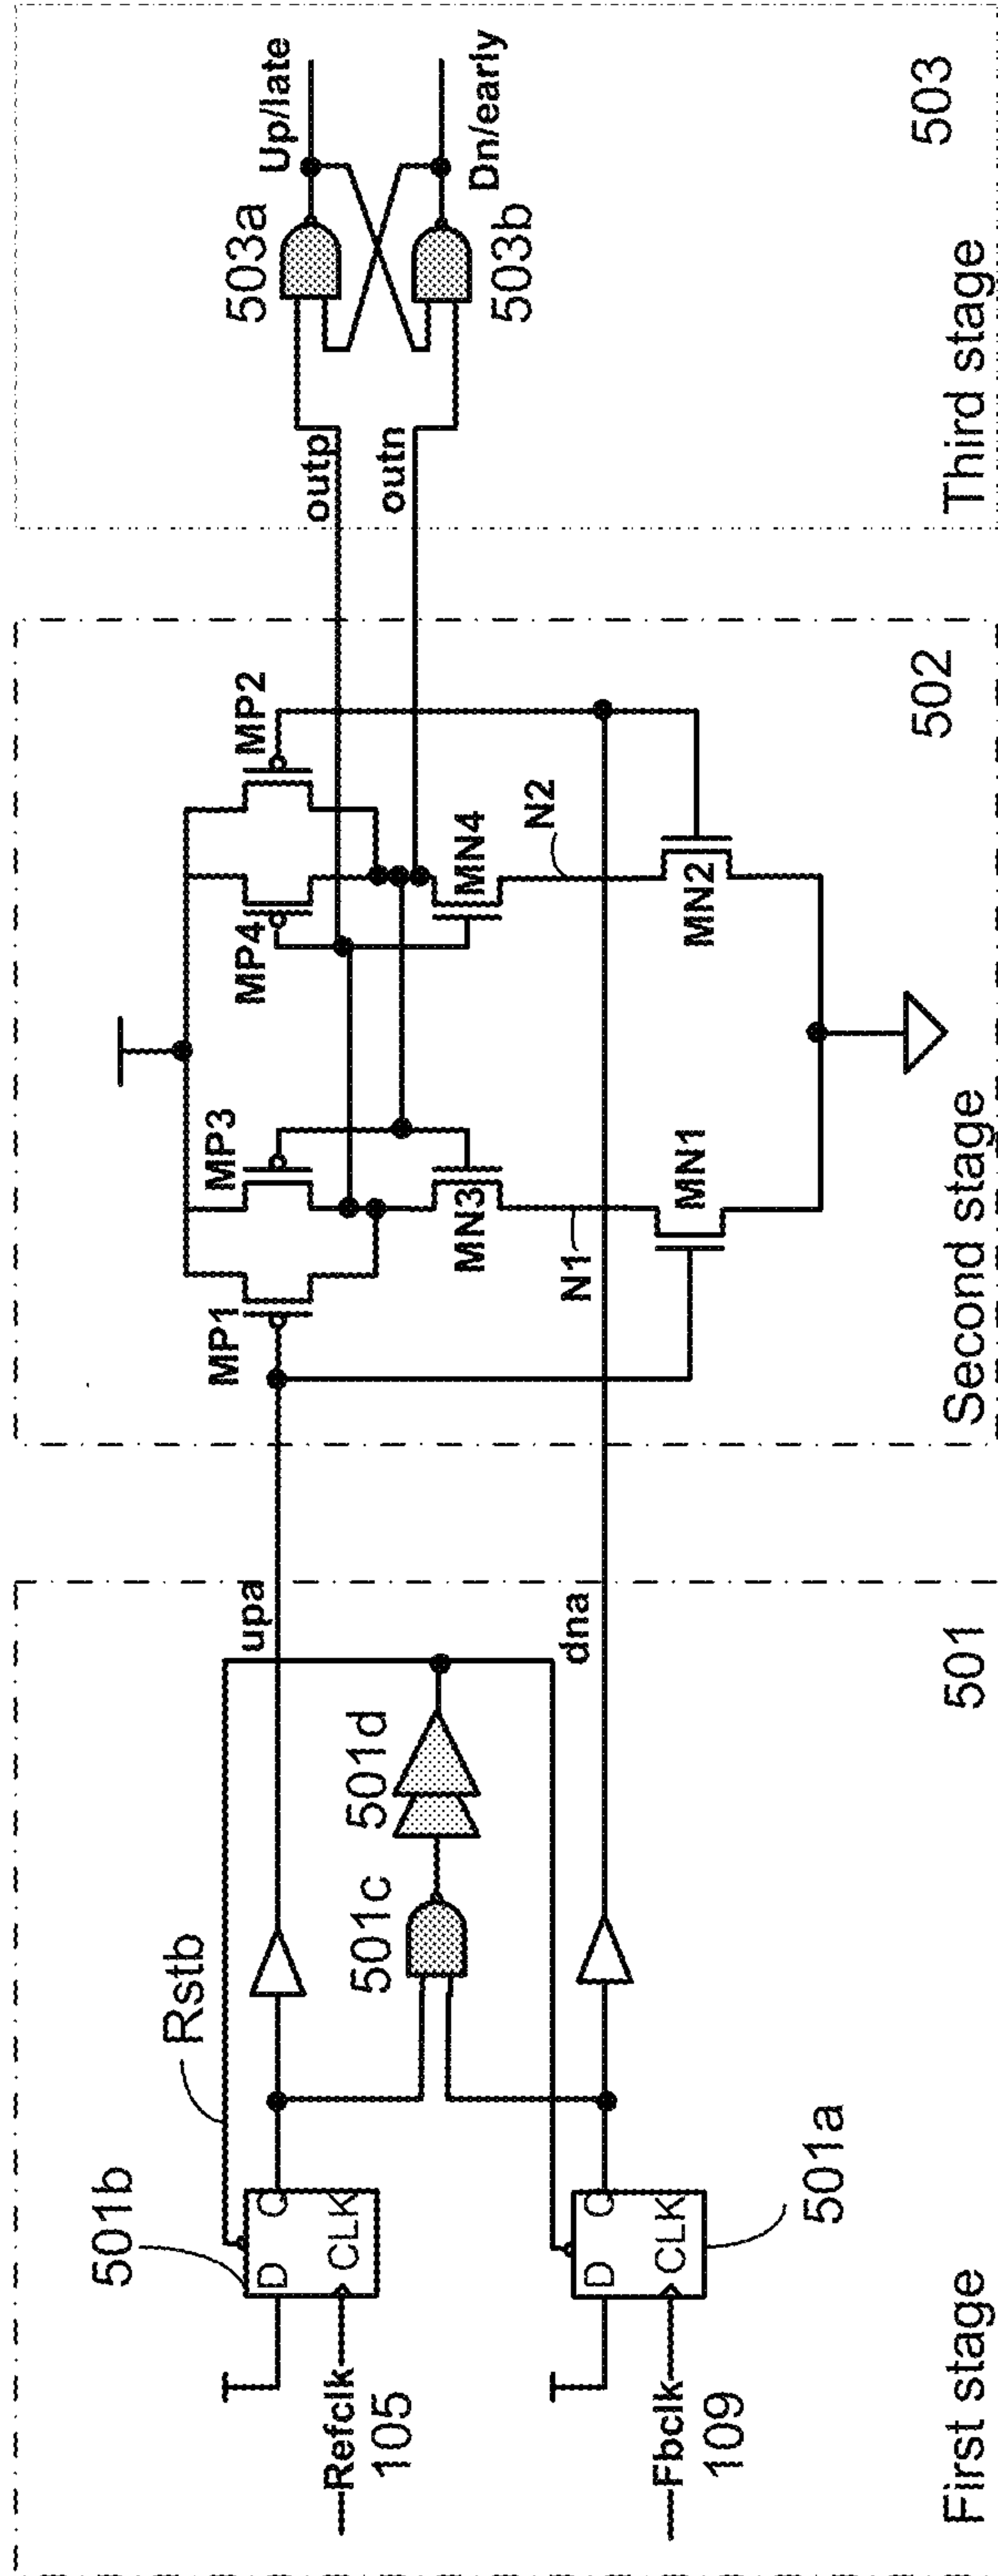 First stage
501
501b
Rstb
D
Q
CLK
Refclk
105
501c
501d
upa
D
Q
CLK
Fbclk
109
501a
dna
Second stage
502
MP1
MP3
MP4
MP2
MN3
MN4
N1
N2
MN1
MN2
Third stage
503
outp
outn
503a
503b
Up/late
Dn/early